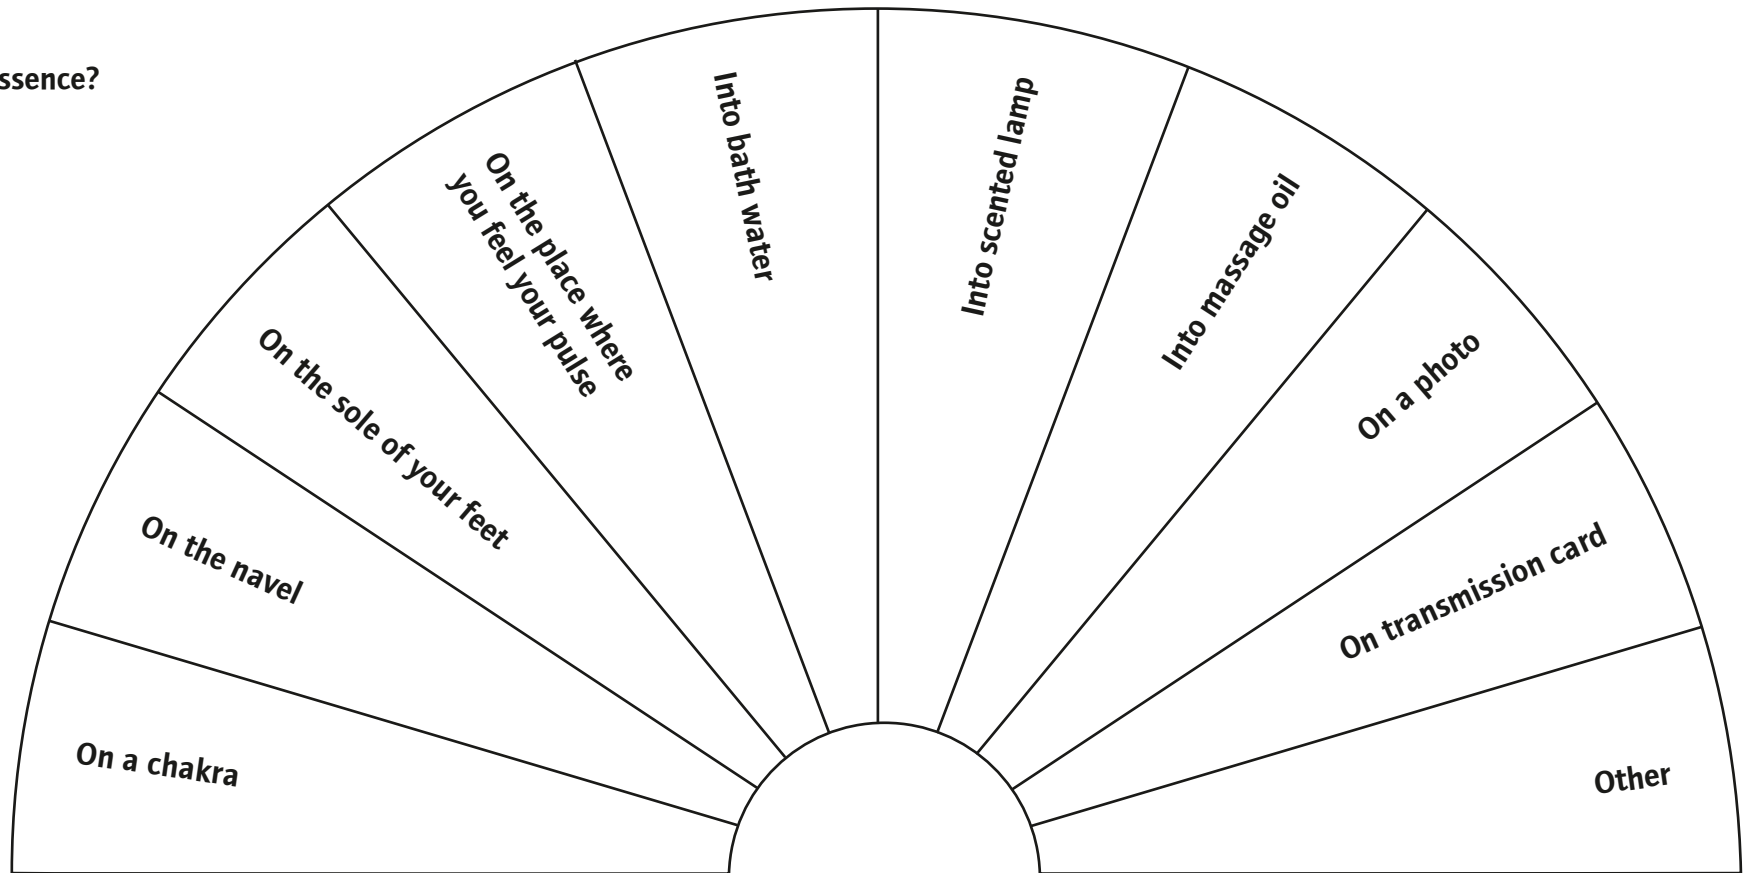 ssence?
On a chakra
On the navel
On the sole of your feet
On the place where
you feel your pulse
Into bath water
Into scented lamp
Into massage oil
On a photo
On transmission card
Other